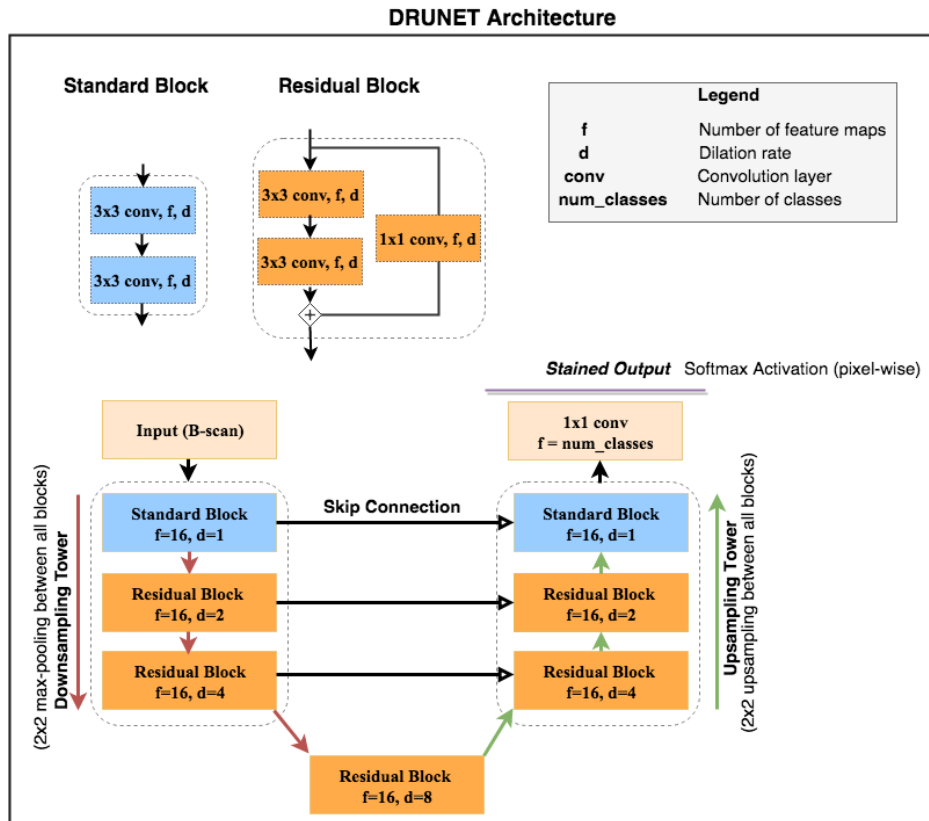 DRUNET Architecture
Standard Block
3x3 conv, f, d
3x3 conv, f, d
Residual Block
3x3 conv, f, d
3x3 conv, f, d
1x1 conv, f, d
+
Legend
f Number of feature maps
d Dilation rate
conv Convolution layer
num_classes Number of classes
Stained Output Softmax Activation (pixel-wise)
Input (B-scan)
1x1 conv
f = num_classes
(2x2 max-pooling between all blocks)
Downsampling Tower
Standard Block
f=16, d=1
Skip Connection
Standard Block
f=16, d=1
Residual Block
f=16, d=2
Residual Block
f=16, d=2
Residual Block
f=16, d=4
Residual Block
f=16, d=4
Upsampling Tower
(2x2 upsampling between all blocks)
Residual Block
f=16, d=8